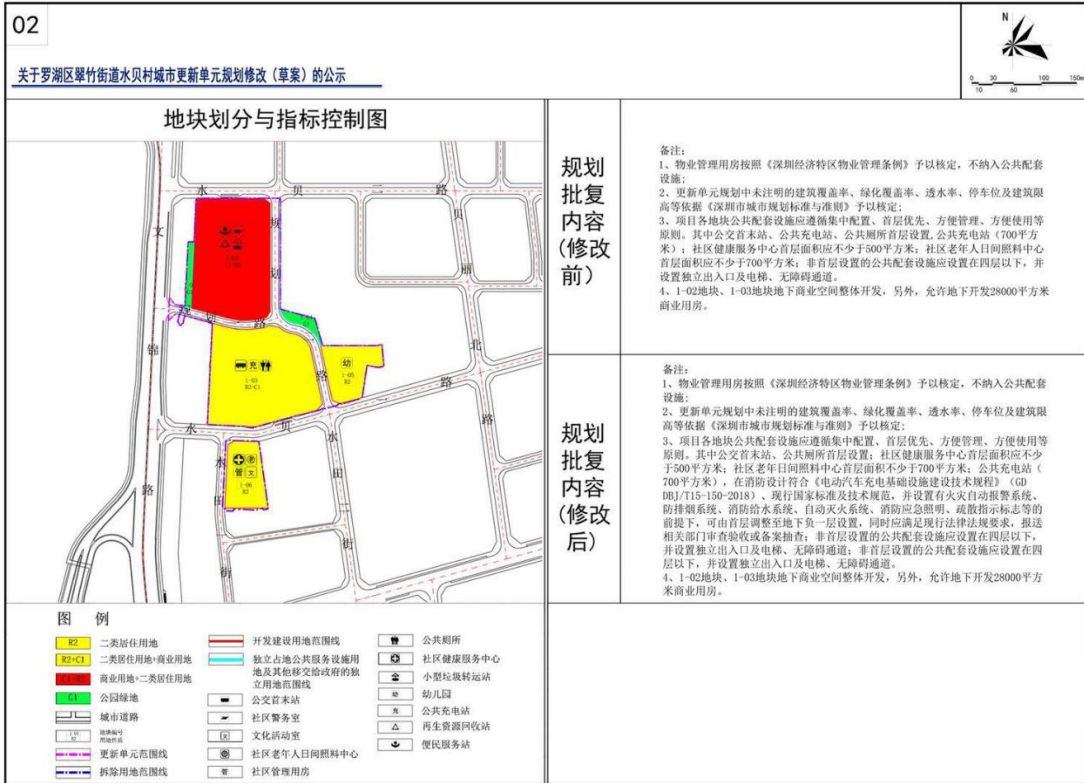 02
关于罗湖区翠竹街道水贝村城市更新单元规划修改（草案）的公示
N
0 30 100 150m
10 60
地块划分与指标控制图
水贝二路
文锦路
规划一路
规划二路
贝丽北路
水贝一路
水田一街
水田二街
充
1-03
R2+C1
幼
1-05
R2
管 文
1-06
R2
规划
批复
内容
(修改
前)
备注：
1、物业管理用房按照《深圳经济特区物业管理条例》予以核定，不纳入公共配套
设施；
2、更新单元规划中未注明的建筑覆盖率、绿化覆盖率、透水率、停车位及建筑限
高等依据《深圳市城市规划标准与准则》予以核定；
3、项目各地块公共配套设施应遵循集中配置、首层优先、方便管理、方便使用等
原则。其中公交首末站、公共充电站、公共厕所首层设置,公共充电站（700平方
米）；社区健康服务中心首层面积应不少于500平方米；社区老年人日间照料中心
首层面积应不少于700平方米；非首层设置的公共配套设施应设置在四层以下，并
设置独立出入口及电梯、无障碍通道。
4、1-02地块、1-03地块地下商业空间整体开发，另外，允许地下开发28000平方米
商业用房。
规划
批复
内容
(修改
后)
备注：
1、物业管理用房按照《深圳经济特区物业管理条例》予以核定，不纳入公共配套
设施；
2、更新单元规划中未注明的建筑覆盖率、绿化覆盖率、透水率、停车位及建筑限
高等依据《深圳市城市规划标准与准则》予以核定；
3、项目各地块公共配套设施应遵循集中配置、首层优先、方便管理、方便使用等
原则。其中公交首末站、公共厕所首层设置；社区健康服务中心首层面积应不少
于500平方米；社区老年日间照料中心首层面积不少于700平方米；公共充电站（
700平方米），在消防设计符合《电动汽车充电基础设施建设技术规程》（GD
DBJ/T15-150-2018）、现行国家标准及技术规范，并设置有火灾自动报警系统、
防排烟系统、消防给水系统、自动灭火系统、消防应急照明、疏散指示标志等的
前提下，可由首层调整至地下负一层设置，同时应满足现行法律法规要求，报送
相关部门审查验收或备案抽查；非首层设置的公共配套设施应设置在四层以下，
并设置独立出入口及电梯、无障碍通道；非首层设置的公共配套设施应设置在四
层以下，并设置独立出入口及电梯、无障碍通道。
4、1-02地块、1-03地块地下商业空间整体开发，另外，允许地下开发28000平方
米商业用房。
图 例
R2 二类居住用地
R2+C1 二类居住用地+商业用地
C1+R2 商业用地+二类居住用地
G1 公园绿地
城市道路
地块编号
用地性质
更新单元范围线
拆除用地范围线
开发建设用地范围线
独立占地公共服务设施用
地及其他移交给政府的独
立用地范围线
公交首末站
社区警务室
文 文化活动室
社区老年人日间照料中心
管 社区管理用房
公共厕所
社区健康服务中心
小型垃圾转运站
幼 幼儿园
充 公共充电站
再生资源回收站
便民服务站